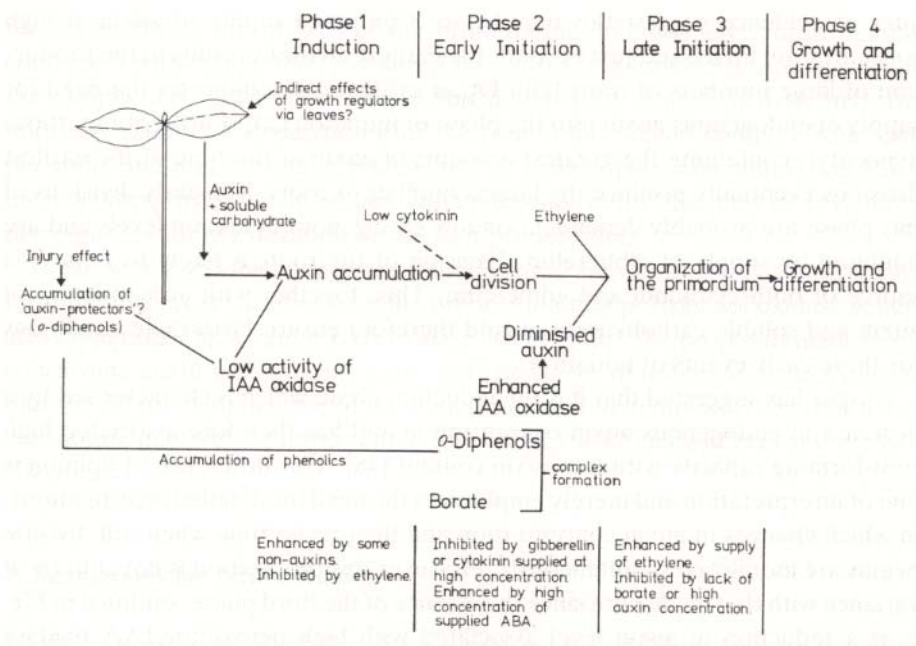 Phase 1
Induction
Phase 2
Early Initiation
Phase 3
Late Initiation
Phase 4
Growth and
differentiation
Indirect effects
of growth regulators
via leaves?
Auxin
+ soluble
carbohydrate
Low cytokinin
Ethylene
Injury effect
Accumulation of
auxin-protectors
(o-diphenols)
Auxin accumulation
Cell
division
Organization of
the primordium
Growth and
differentiation
Low activity of
IAA oxidase
Diminished
auxin
Enhanced
IAA oxidase
o-Diphenols
Accumulation of phenolics
complex
formation
Borate
Enhanced by some
non-auxins.
Inhibited by ethylene.
Inhibited by gibberellin
or cytokinin supplied at
high concentration.
Enhanced by high
concentration of
supplied ABA.
Enhanced by supply
of ethylene.
Inhibited by lack of
borate or high
auxin concentration.